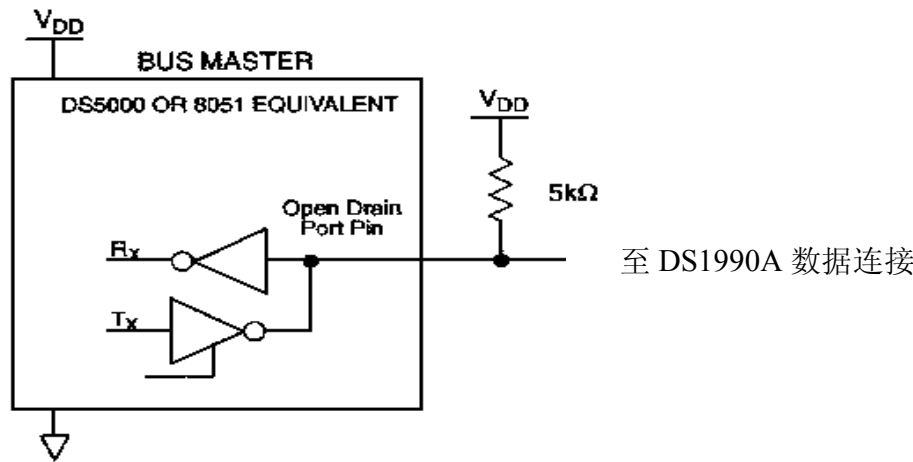 VDD
BUS MASTER
DS5000 OR 8051 EQUIVALENT
VDD
5kΩ
Open Drain
Port Pin
RX
至 DS1990A 数据连接
TX